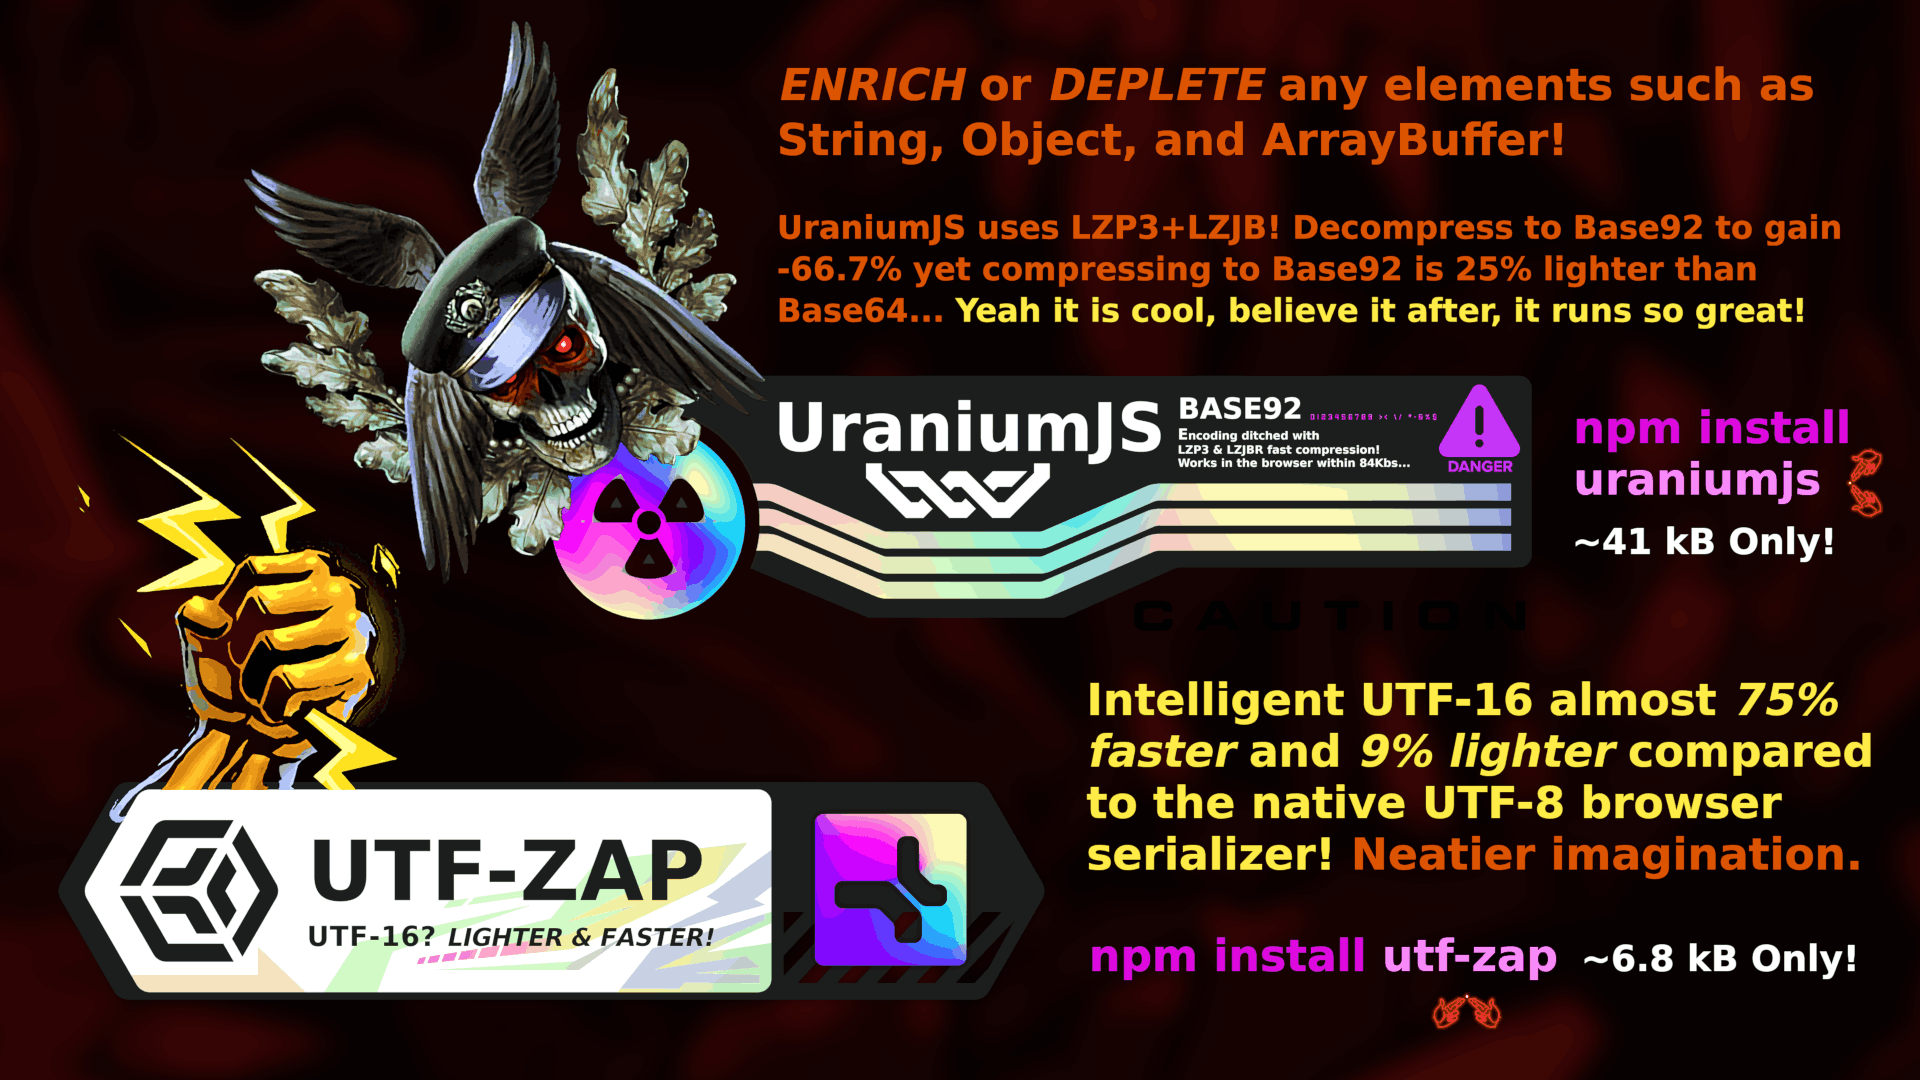 ENRICH or DEPLETE any elements such as
String, Object, and ArrayBuffer!
UraniumJS uses LZP3+LZJB! Decompress to Base92 to gain
-66.7% yet compressing to Base92 is 25% lighter than
Base64... Yeah it is cool, believe it after, it runs so great!
UraniumJS
BASE92
Encoding ditched with
LZP3 & LZJBR fast compression!
Works in the browser within 84Kbs...
DANGER
npm install
uraniumjs
~41 kB Only!
CAUTION
Intelligent UTF-16 almost 75%
faster and 9% lighter compared
to the native UTF-8 browser
serializer! Neatier imagination.
UTF-ZAP
UTF-16? LIGHTER & FASTER!
npm install utf-zap ~6.8 kB Only!